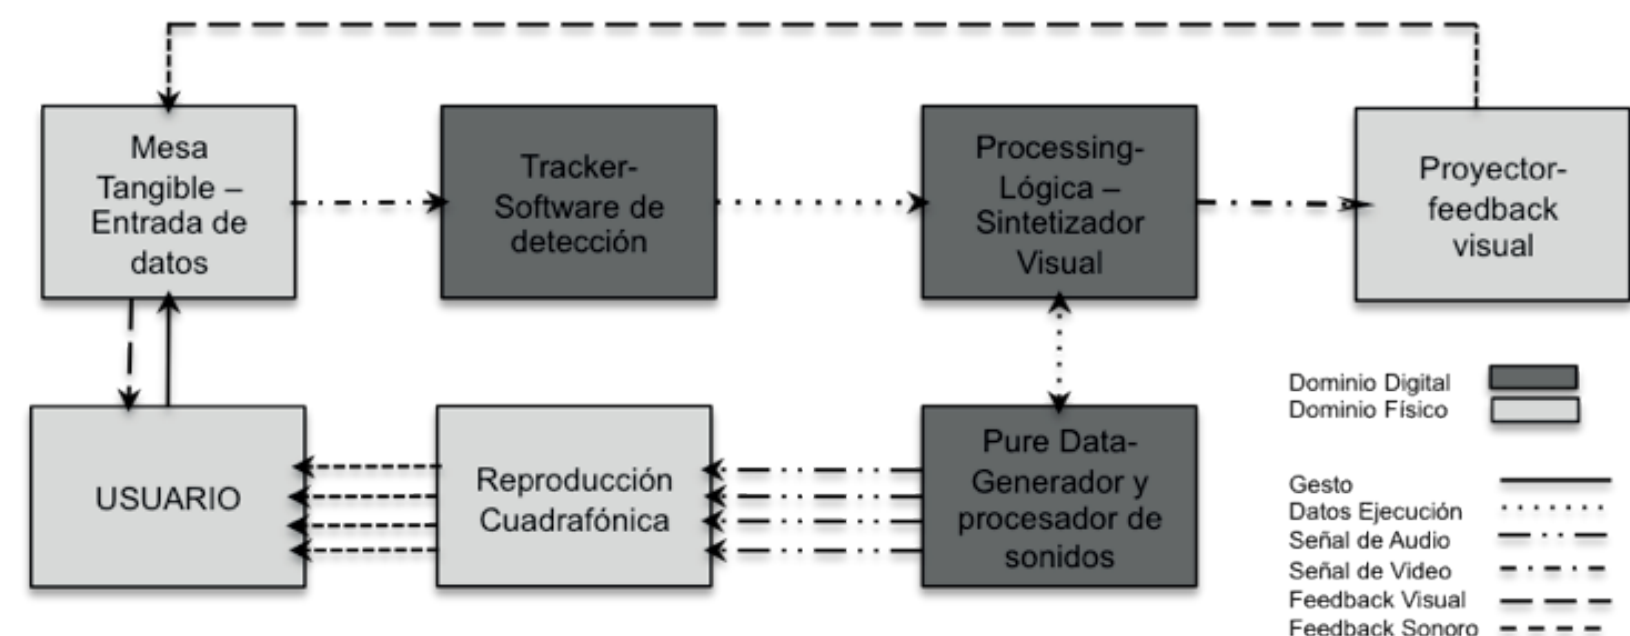 Mesa
Tangible –
Entrada de
datos
Tracker-
Software de
detección
Processing-
Lógica –
Sintetizador
Visual
Proyector-
feedback
visual
USUARIO
Reproducción
Cuadrafónica
Pure Data-
Generador y
procesador de
sonidos
Dominio Digital
Dominio Físico
Gesto
Datos Ejecución
Señal de Audio
Señal de Video
Feedback Visual
Feedback Sonoro